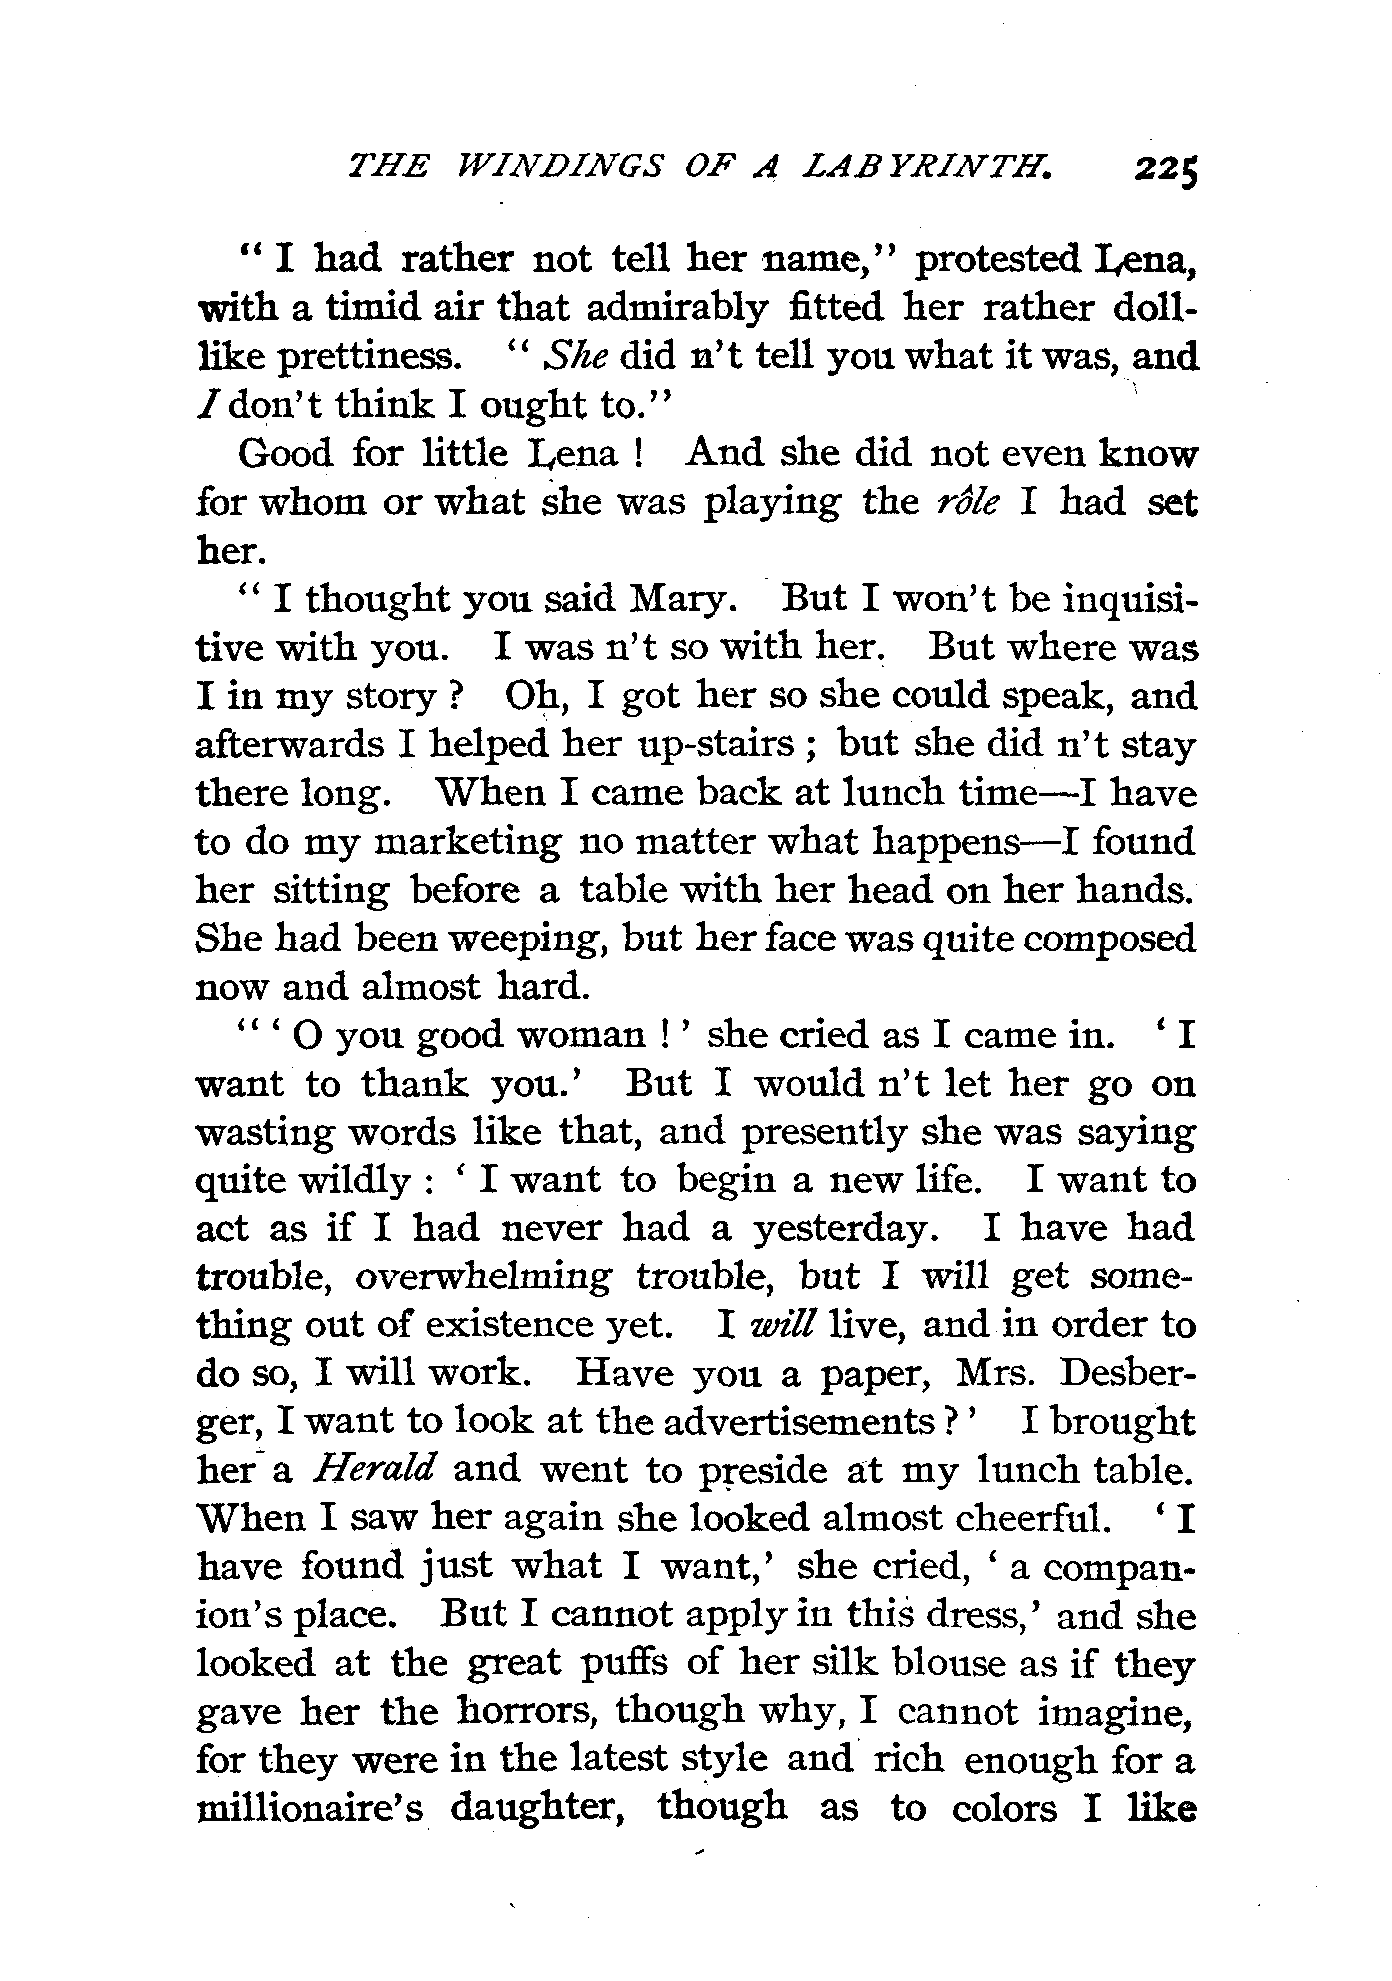 THE WINDINGS OF A LABYRINTH. 225
“ I had rather not tell her name,” protested Lena,
with a timid air that admirably fitted her rather doll-
like prettiness. “ She did n’t tell you what it was, and
I don’t think I ought to.”
Good for little Lena ! And she did not even know
for whom or what she was playing the rôle I had set
her.
“ I thought you said Mary. But I won’t be inquisi-
tive with you. I was n’t so with her. But where was
I in my story ? Oh, I got her so she could speak, and
afterwards I helped her up-stairs ; but she did n’t stay
there long. When I came back at lunch time—I have
to do my marketing no matter what happens—I found
her sitting before a table with her head on her hands.
She had been weeping, but her face was quite composed
now and almost hard.
“ ‘ O you good woman ! ’ she cried as I came in. ‘ I
want to thank you.’ But I would n’t let her go on
wasting words like that, and presently she was saying
quite wildly : ‘ I want to begin a new life. I want to
act as if I had never had a yesterday. I have had
trouble, overwhelming trouble, but I will get some-
thing out of existence yet. I will live, and in order to
do so, I will work. Have you a paper, Mrs. Desber-
ger, I want to look at the advertisements ? ’ I brought
her a Herald and went to preside at my lunch table.
When I saw her again she looked almost cheerful. ‘ I
have found just what I want,’ she cried, ‘ a compan-
ion’s place. But I cannot apply in this dress,’ and she
looked at the great puffs of her silk blouse as if they
gave her the horrors, though why, I cannot imagine,
for they were in the latest style and rich enough for a
millionaire’s daughter, though as to colors I like